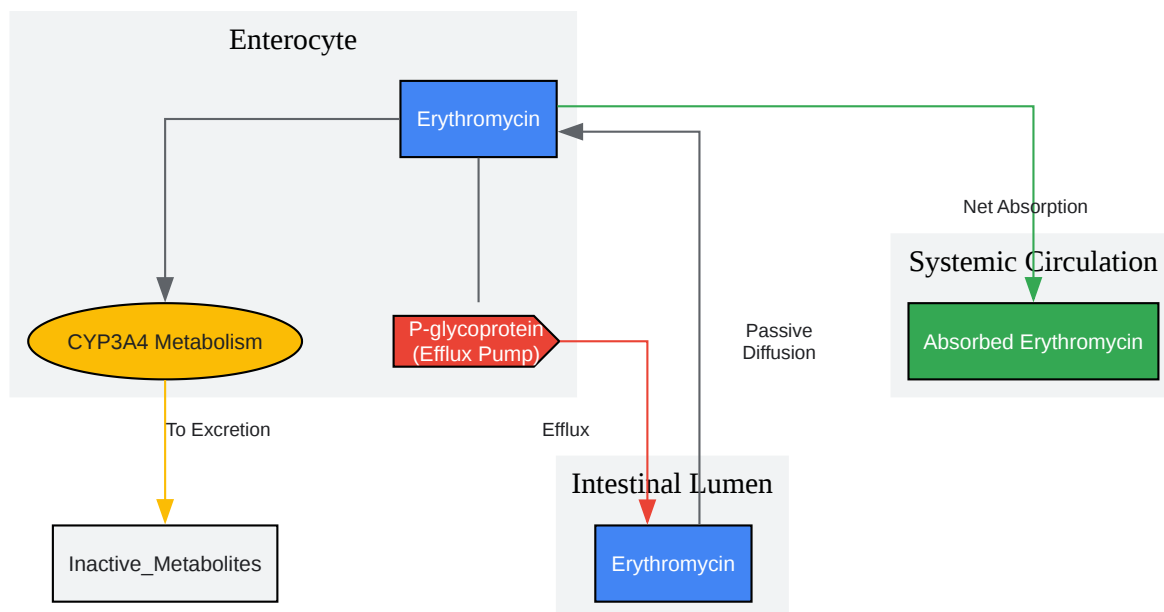 Enterocyte
Erythromycin
Net Absorption
Systemic Circulation
CYP3A4 Metabolism
P-glycoprotein
(Efflux Pump)
Passive
Diffusion
Absorbed Erythromycin
To Excretion
Efflux
Intestinal Lumen
Inactive_Metabolites
Erythromycin